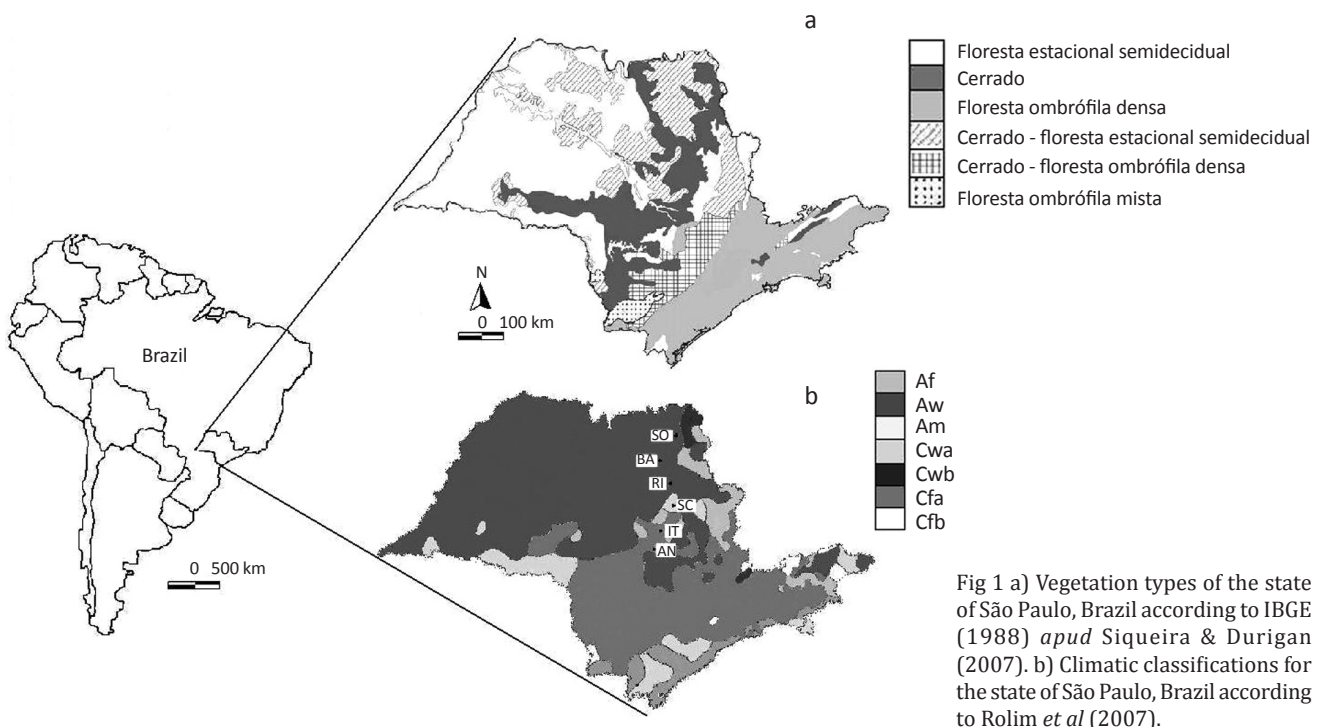 a
Floresta estacional semidecidual
Cerrado
Floresta ombrófila densa
Cerrado - floresta estacional semidecidual
Cerrado - floresta ombrófila densa
Floresta ombrófila mista
N
0 100 km
Brazil
0 500 km
b
Af
Aw
Am
Cwa
Cwb
Cfa
Cfb
SO
BA
RI
SC
IT
AN
Fig 1 a) Vegetation types of the state
of São Paulo, Brazil according to IBGE
(1988) apud Siqueira & Durigan
(2007). b) Climatic classifications for
the state of São Paulo, Brazil according
to Rolim et al (2007).